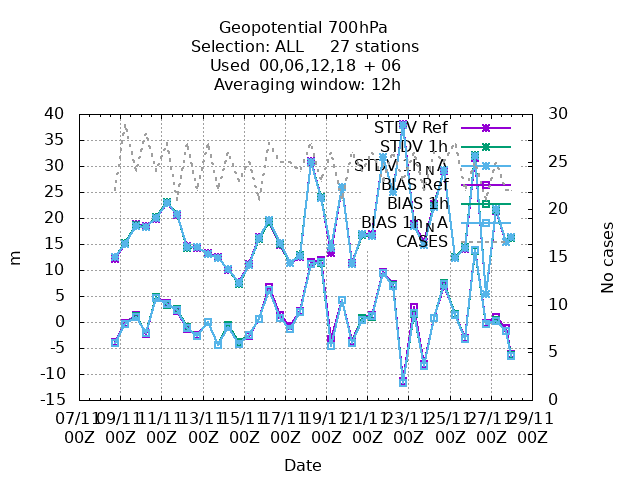 Geopotential 700hPa
Selection: ALL 27 stations
Used 00,06,12,18 + 06
Averaging window: 12h
40
35
30
25
20
15
10
5
0
-5
-10
-15
30
25
20
15
10
5
0
m
No cases
STDV Ref
STDV 1h
STDV 1h_NA
BIAS Ref
BIAS 1h
BIAS 1h_NA
CASES
07/11 09/11 11/11 13/11 15/11 17/11 19/11 21/11 23/11 25/11 27/11 29/11
00Z 00Z 00Z 00Z 00Z 00Z 00Z 00Z 00Z 00Z 00Z 00Z
Date